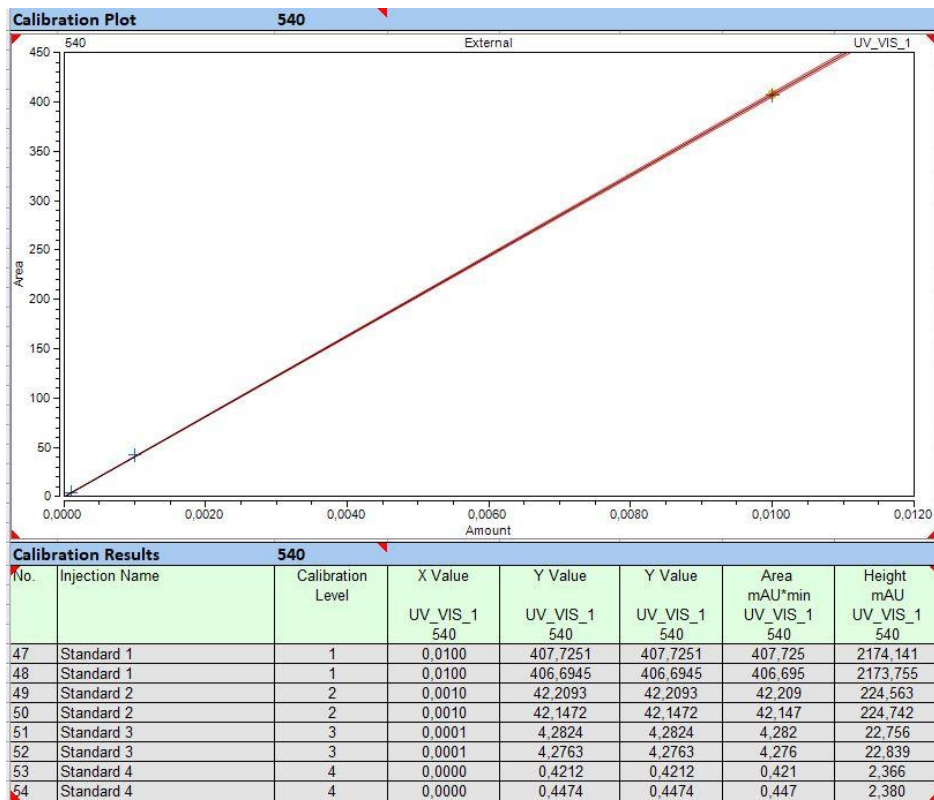 Calibration Plot 540
540 External UV_VIS_1
450
400
350
300
250
200
150
100
50
0
Area
0,0000 0,0020 0,0040 0,0060 0,0080 0,0100 0,0120
Amount
Calibration Results 540
No. Injection Name Calibration X Value Y Value Y Value Area Height
Level mAU*min mAU
UV_VIS_1 UV_VIS_1 UV_VIS_1 UV_VIS_1 UV_VIS_1
540 540 540 540 540
47 Standard 1 1 0,0100 407,7251 407,7251 407,725 2174,141
48 Standard 1 1 0,0100 406,6945 406,6945 406,695 2173,755
49 Standard 2 2 0,0010 42,2093 42,2093 42,209 224,563
50 Standard 2 2 0,0010 42,1472 42,1472 42,147 224,742
51 Standard 3 3 0,0001 4,2824 4,2824 4,282 22,756
52 Standard 3 3 0,0001 4,2763 4,2763 4,276 22,839
53 Standard 4 4 0,0000 0,4212 0,4212 0,421 2,366
54 Standard 4 4 0,0000 0,4474 0,4474 0,447 2,380